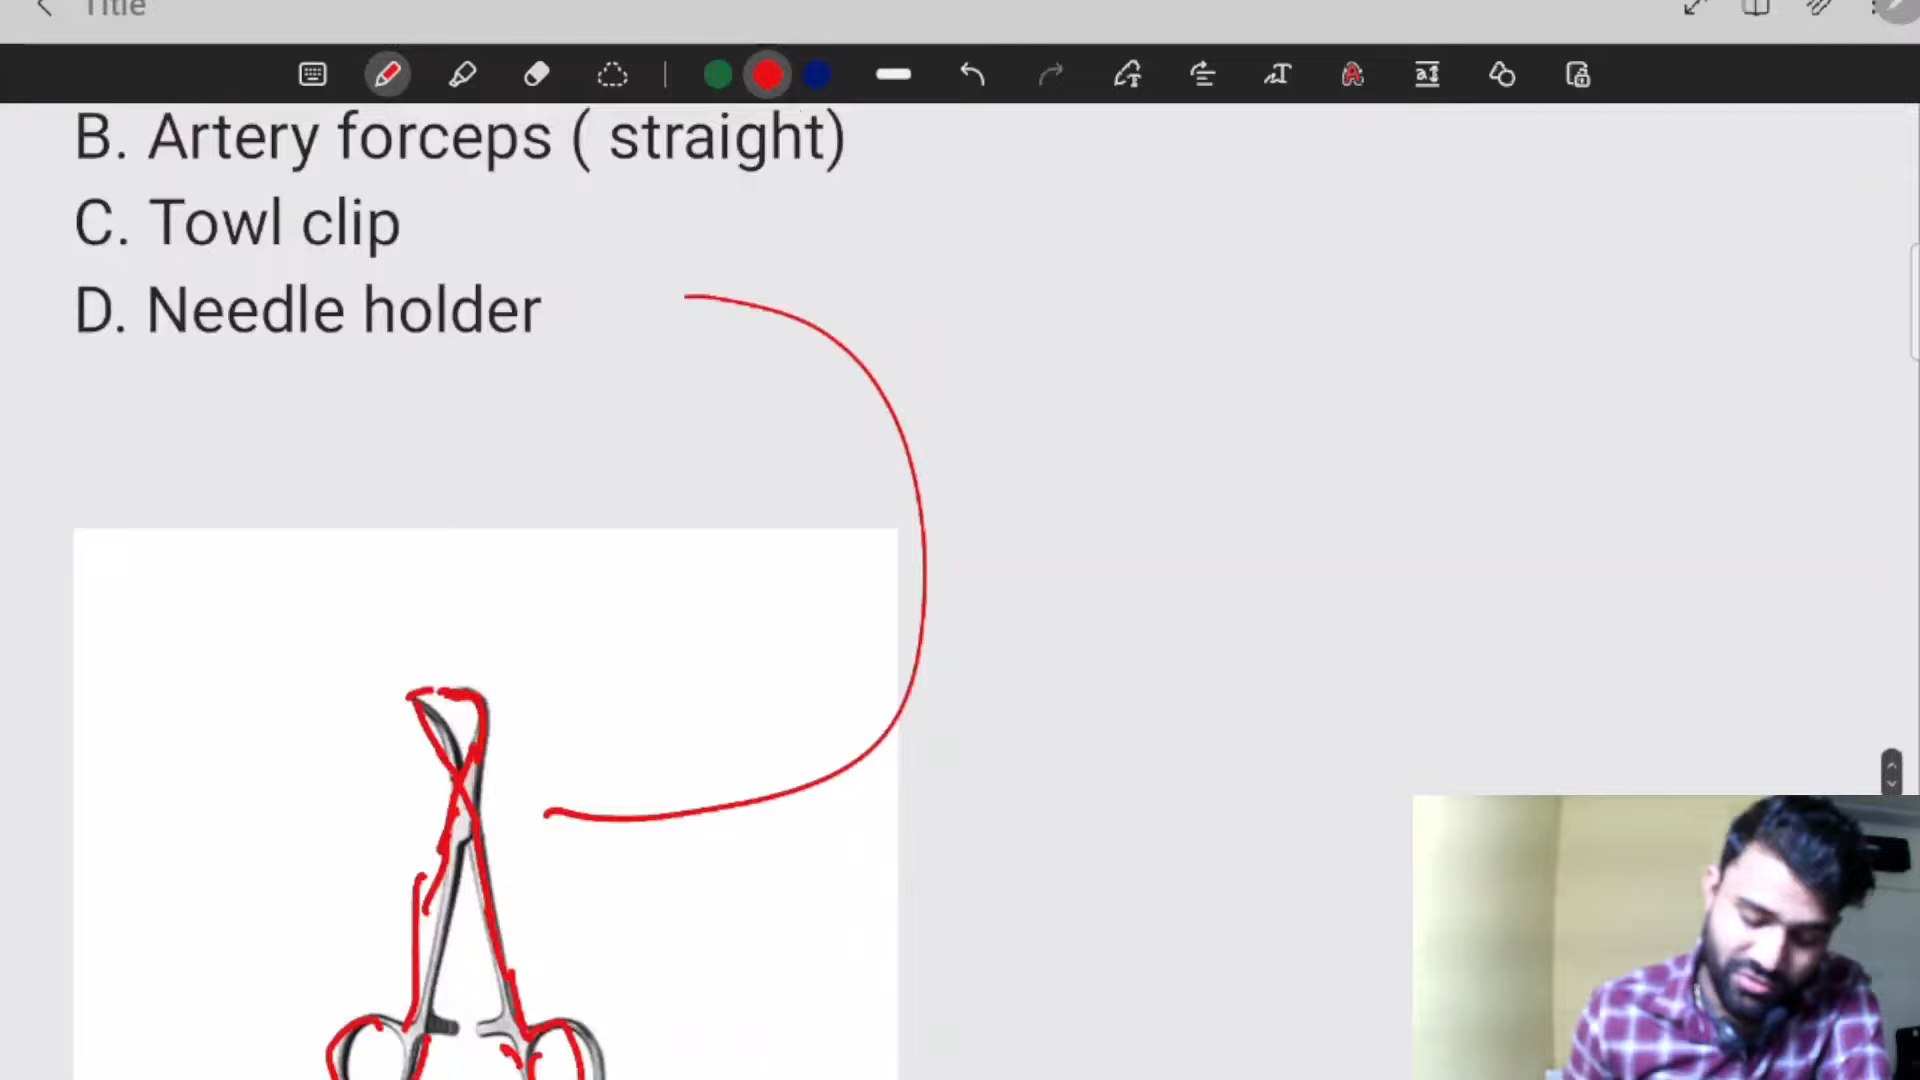 Title
B. Artery forceps ( straight)
C. Towl clip
D. Needle holder